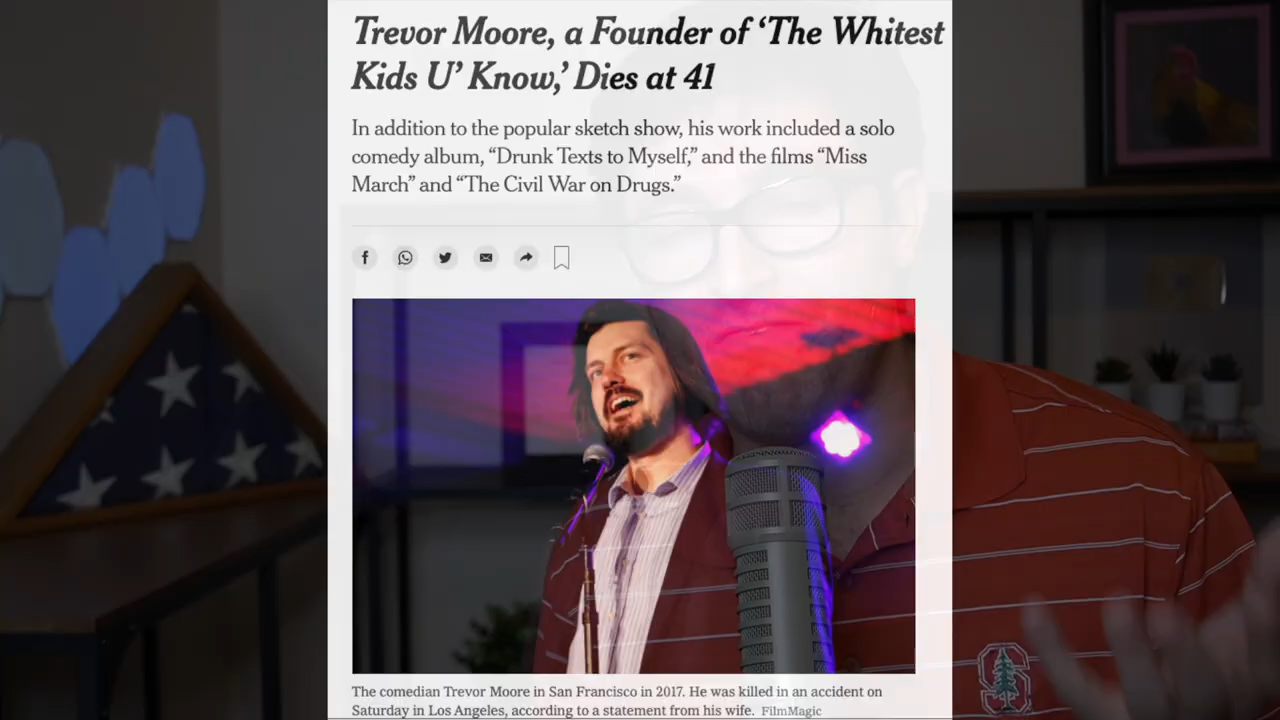 Trevor Moore, a Founder of ‘The Whitest
Kids U’ Know,’ Dies at 41
In addition to the popular sketch show, his work included a solo
comedy album, “Drunk Texts to Myself,” and the films “Miss
March” and “The Civil War on Drugs.”
The comedian Trevor Moore in San Francisco in 2017. He was killed in an accident on
Saturday in Los Angeles, according to a statement from his wife. FilmMagic
S